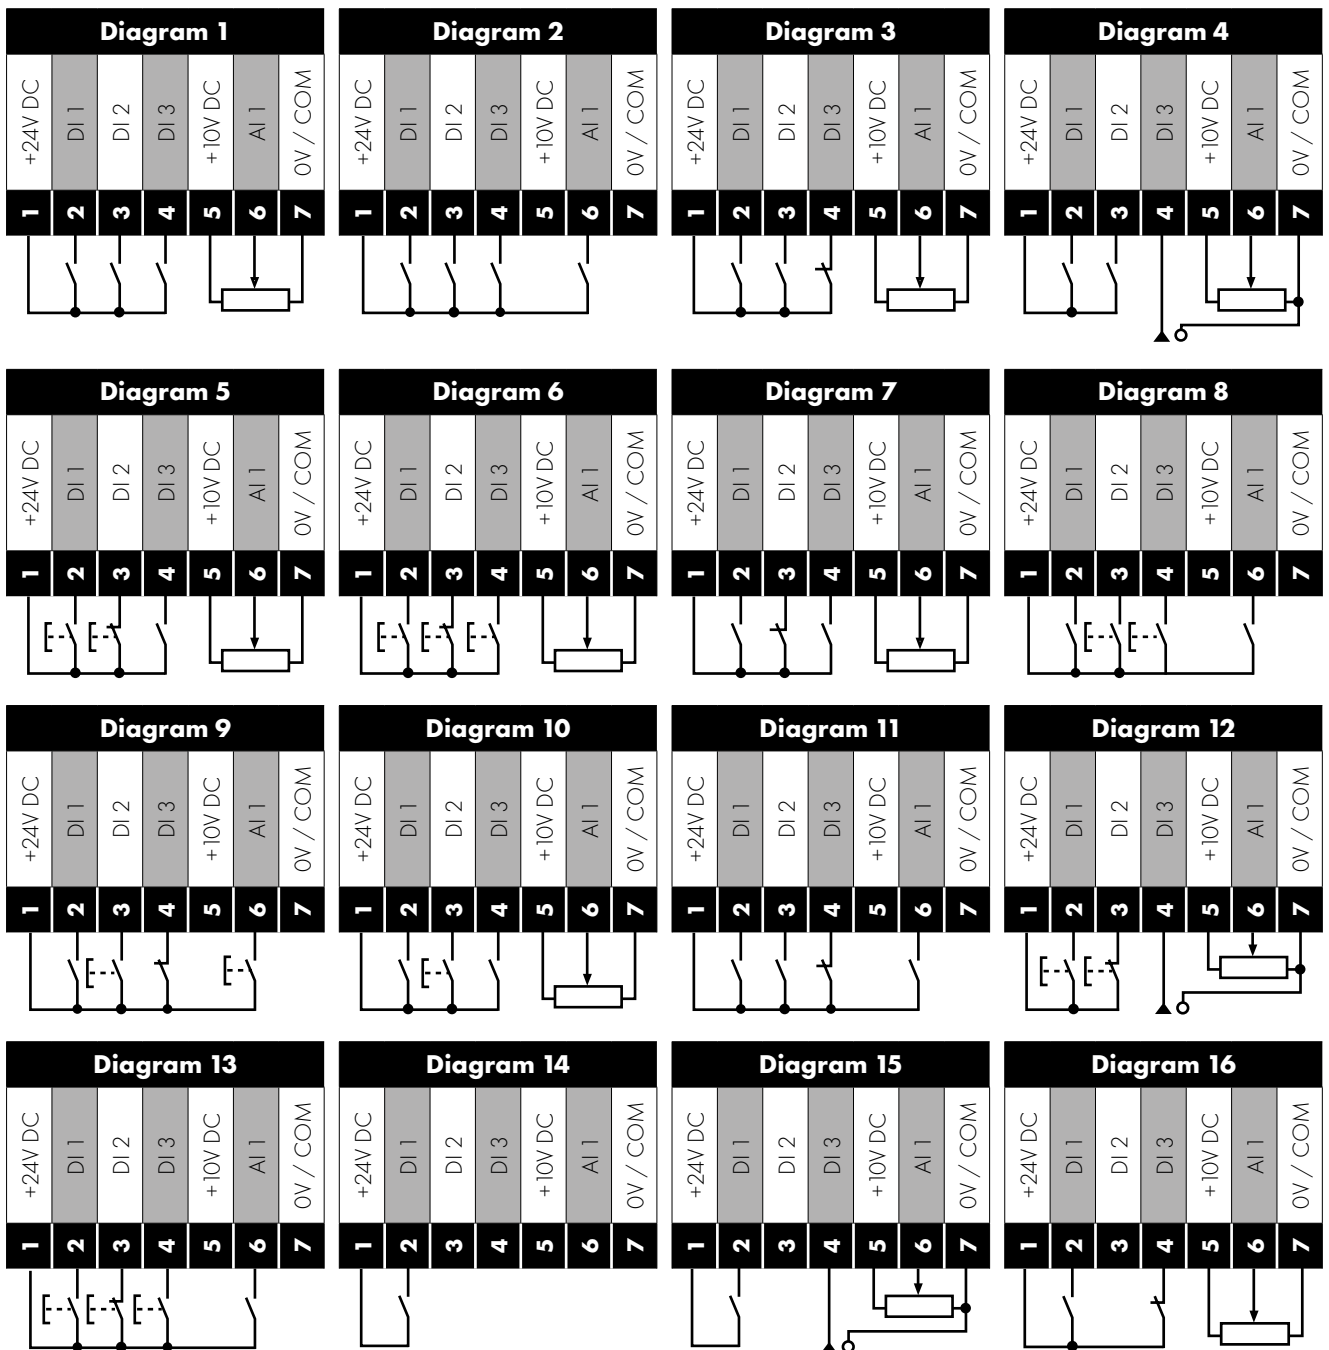 Diagram 1
+24V DC
DI 1
DI 2
DI 3
+10V DC
AI 1
0V / COM
1 2 3 4 5 6 7
Diagram 2
+24V DC
DI 1
DI 2
DI 3
+10V DC
AI 1
0V / COM
1 2 3 4 5 6 7
Diagram 3
+24V DC
DI 1
DI 2
DI 3
+10V DC
AI 1
0V / COM
1 2 3 4 5 6 7
Diagram 4
+24V DC
DI 1
DI 2
DI 3
+10V DC
AI 1
0V / COM
1 2 3 4 5 6 7
Diagram 5
+24V DC
DI 1
DI 2
DI 3
+10V DC
AI 1
0V / COM
1 2 3 4 5 6 7
Diagram 6
+24V DC
DI 1
DI 2
DI 3
+10V DC
AI 1
0V / COM
1 2 3 4 5 6 7
Diagram 7
+24V DC
DI 1
DI 2
DI 3
+10V DC
AI 1
0V / COM
1 2 3 4 5 6 7
Diagram 8
+24V DC
DI 1
DI 2
DI 3
+10V DC
AI 1
0V / COM
1 2 3 4 5 6 7
Diagram 9
+24V DC
DI 1
DI 2
DI 3
+10V DC
AI 1
0V / COM
1 2 3 4 5 6 7
Diagram 10
+24V DC
DI 1
DI 2
DI 3
+10V DC
AI 1
0V / COM
1 2 3 4 5 6 7
Diagram 11
+24V DC
DI 1
DI 2
DI 3
+10V DC
AI 1
0V / COM
1 2 3 4 5 6 7
Diagram 12
+24V DC
DI 1
DI 2
DI 3
+10V DC
AI 1
0V / COM
1 2 3 4 5 6 7
Diagram 13
+24V DC
DI 1
DI 2
DI 3
+10V DC
AI 1
0V / COM
1 2 3 4 5 6 7
Diagram 14
+24V DC
DI 1
DI 2
DI 3
+10V DC
AI 1
0V / COM
1 2 3 4 5 6 7
Diagram 15
+24V DC
DI 1
DI 2
DI 3
+10V DC
AI 1
0V / COM
1 2 3 4 5 6 7
Diagram 16
+24V DC
DI 1
DI 2
DI 3
+10V DC
AI 1
0V / COM
1 2 3 4 5 6 7